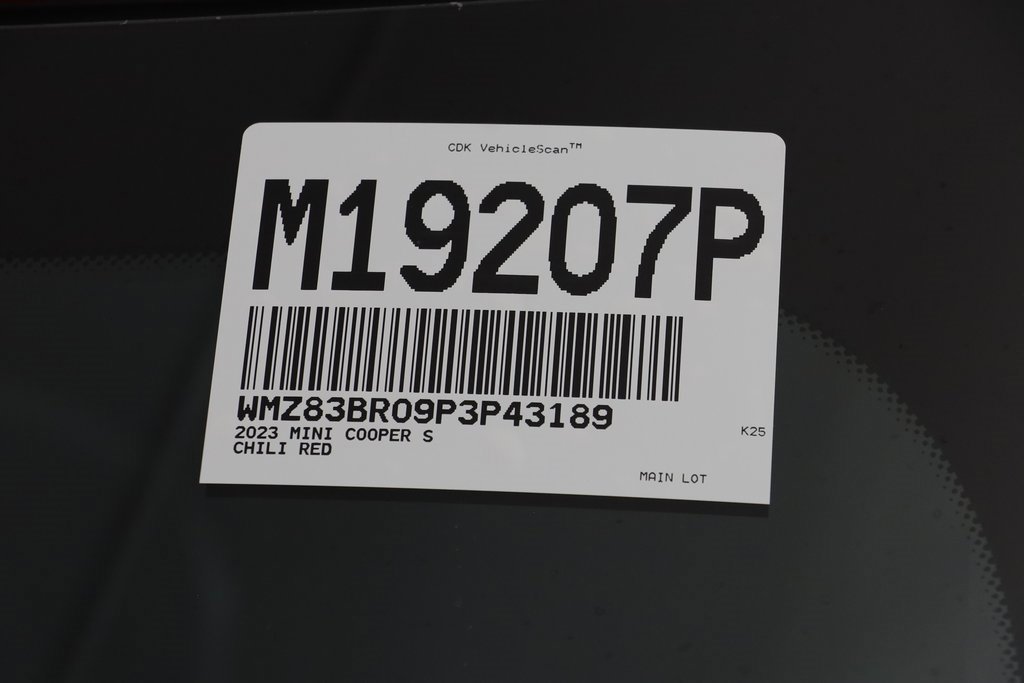 CDK VehicleScan™
M19207P
WMZ83BR09P3P43189
2023 MINI COOPER S
K25
CHILI RED
MAIN LOT